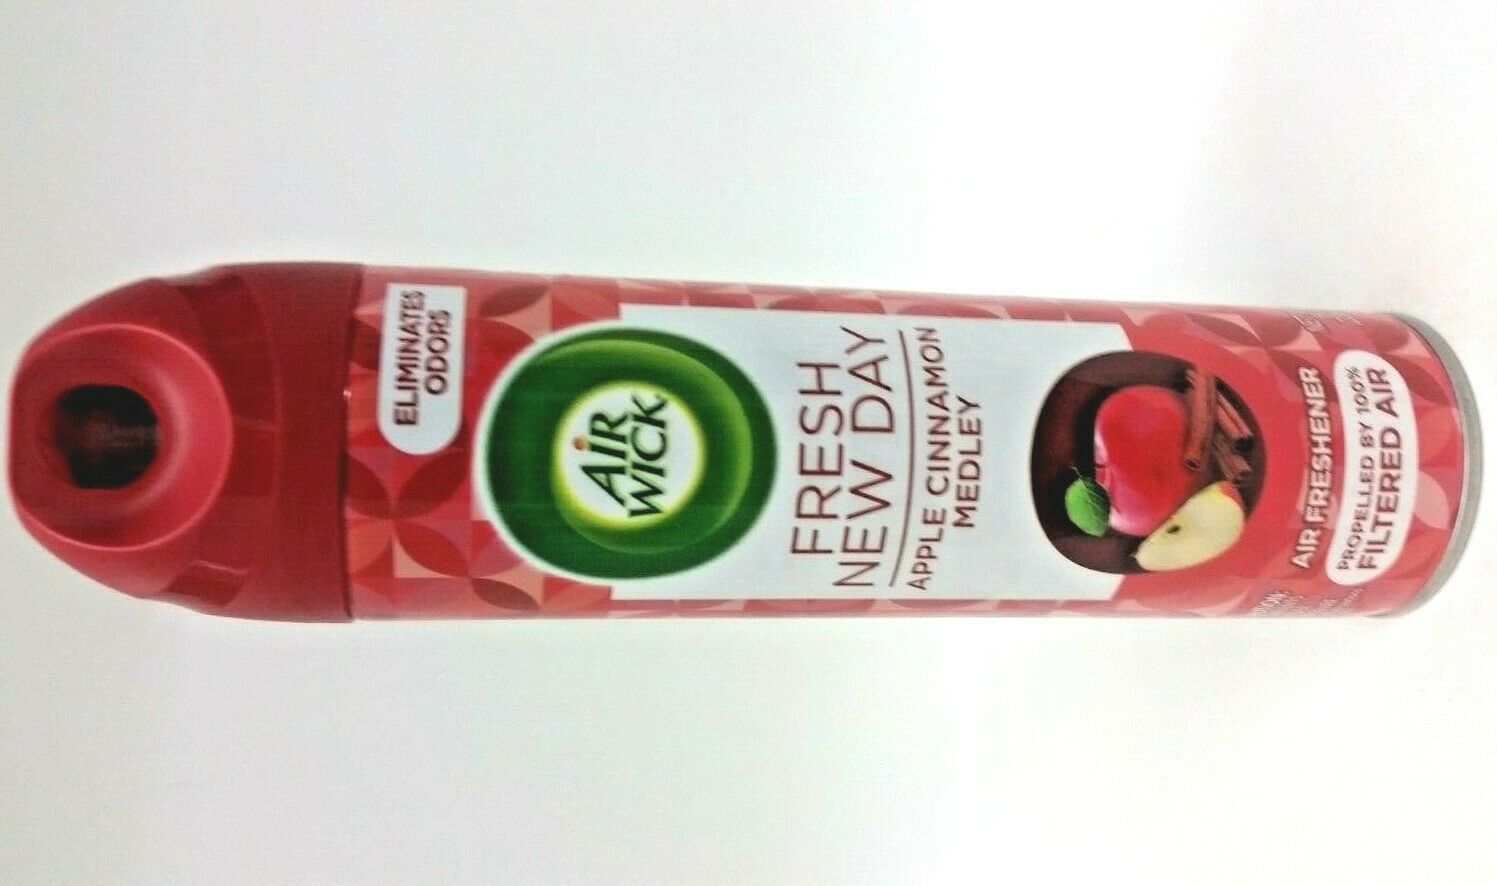 ELIMINATES
ODORS
AIR
WICK
FRESH
NEW DAY
APPLE CINNAMON
MEDLEY
AIR FRESHENER
PROPELLED BY 100%
FILTERED AIR